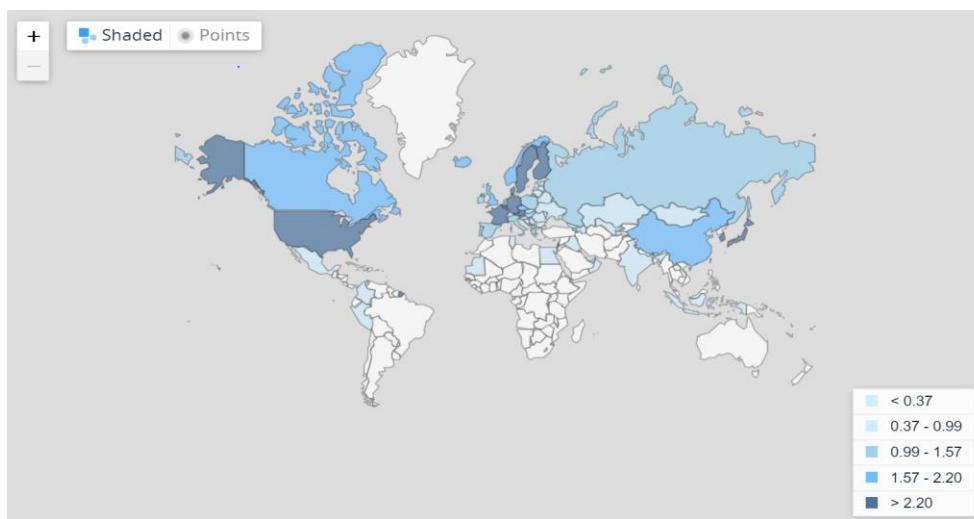 +
Shaded Points
−
< 0.37
0.37 - 0.99
0.99 - 1.57
1.57 - 2.20
> 2.20